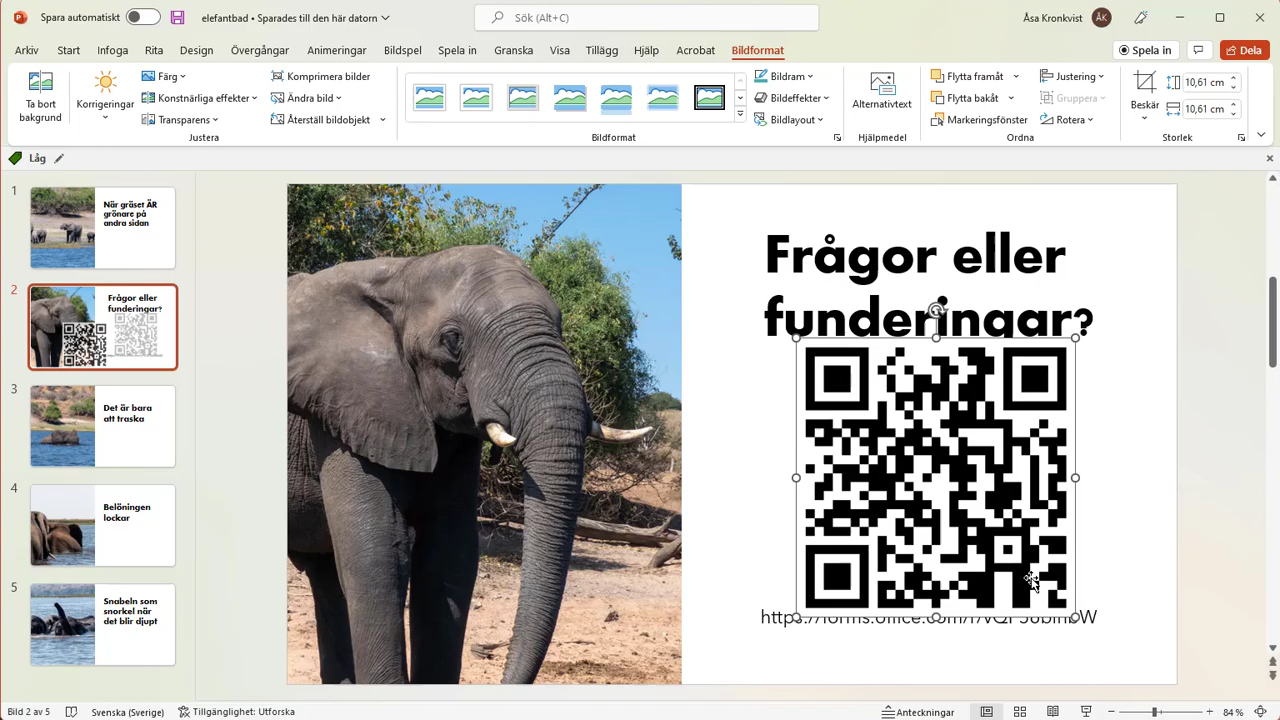 Spara automatiskt
elefantbad • Sparades till den här datorn
Sök (Alt+C)
Åsa Kronkvist
ÅK
Arkiv
Start
Infoga
Rita
Design
Övergångar
Animeringar
Bildspel
Spela in
Granska
Visa
Tillägg
Hjälp
Acrobat
Bildformat
Spela in
Dela
Ta bort
bakgrund
Korrigeringar
Färg
Konstnärliga effekter
Transparens
Komprimera bilder
Ändra bild
Återställ bildobjekt
Justera
Bildformat
Bildram
Bildeffekter
Bildlayout
Alternativtext
Hjälpmedel
Flytta framåt
Flytta bakåt
Markeringsfönster
Justering
Gruppera
Rotera
Ordna
Beskär
10,61 cm
10,61 cm
Storlek
Låg
1
När gräset ÄR
grönare på
andra sidan
2
Frågor eller
funderingar?
3
Det är bara
att traska
4
Belöningen
lockar
5
Snabeln som
snorkel när
det blir djupt
Frågor eller
funderingar?
Bild 2 av 5
Svenska (Sverige)
Tillgänglighet: Utforska
Anteckningar
84 %